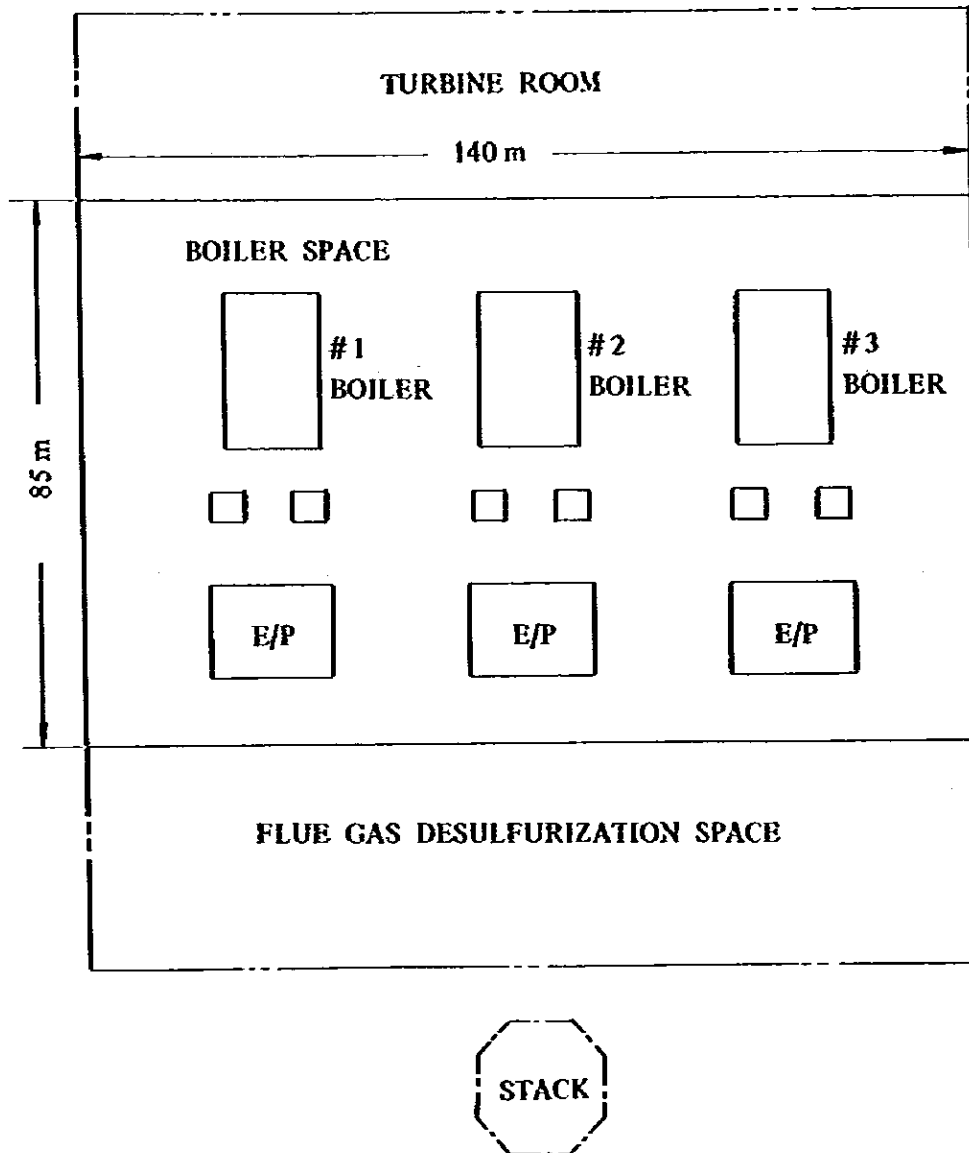 TURBINE ROOM
140 m
BOILER SPACE
#1
BOILER
#2
BOILER
#3
BOILER
85 m
E/P
E/P
E/P
FLUE GAS DESULFURIZATION SPACE
STACK